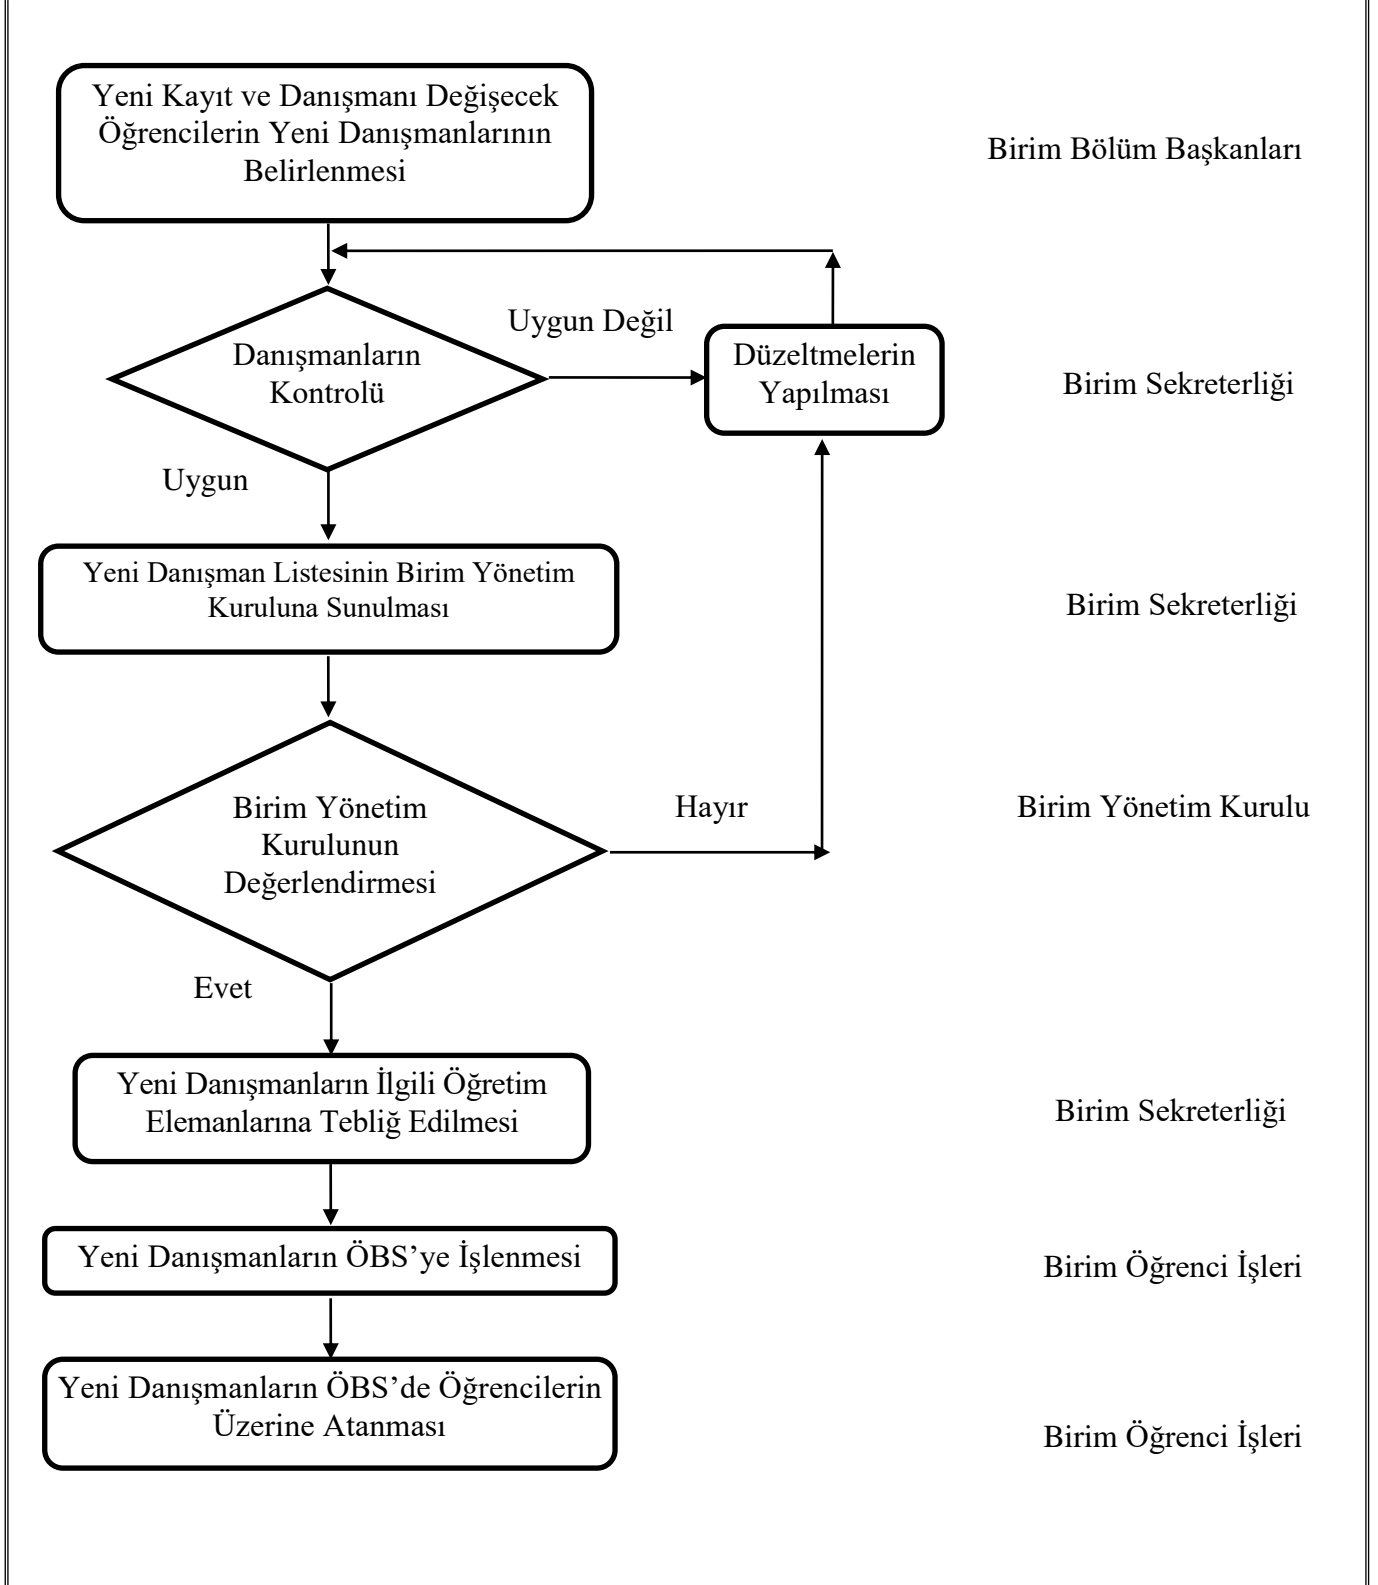 Yeni Kayıt ve Danışmanı Değişecek
Öğrencilerin Yeni Danışmanlarının
Belirlenmesi
Birim Bölüm Başkanları
Uygun Değil
Danışmanların
Kontrolü
Düzeltmelerin
Yapılması
Birim Sekreterliği
Uygun
Yeni Danışman Listesinin Birim Yönetim
Kuruluna Sunulması
Birim Sekreterliği
Birim Yönetim
Kurulunun
Değerlendirmesi
Hayır
Birim Yönetim Kurulu
Evet
Yeni Danışmanların İlgili Öğretim
Elemanlarına Tebliğ Edilmesi
Birim Sekreterliği
Yeni Danışmanların ÖBS’ye İşlenmesi
Birim Öğrenci İşleri
Yeni Danışmanların ÖBS’de Öğrencilerin
Üzerine Atanması
Birim Öğrenci İşleri